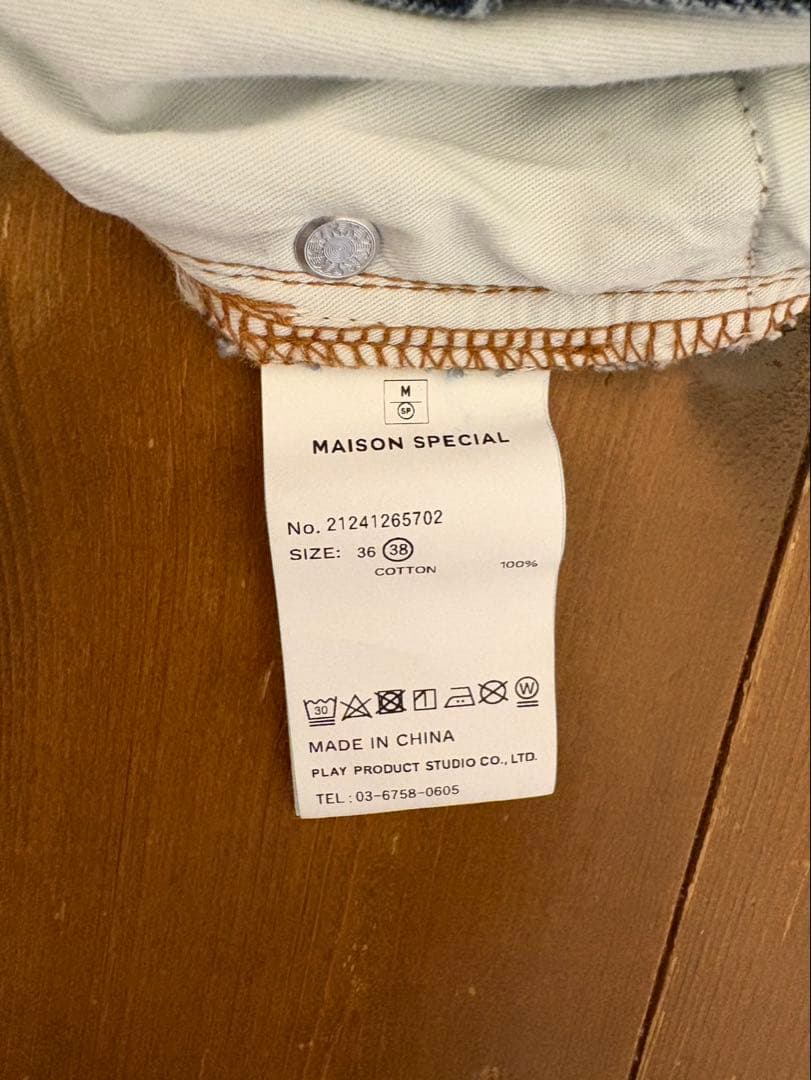 M
SP
MAISON SPECIAL
No. 21241265702
SIZE: 36 38
COTTON 100%
30 W
MADE IN CHINA
PLAY PRODUCT STUDIO CO., LTD.
TEL : 03-6758-0605